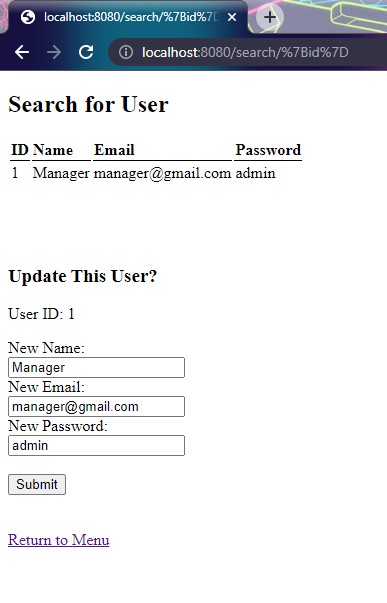 localhost:8080/search/%7Bid%7D
localhost:8080/search/%7Bid%7D
Search for User
ID Name Email Password
1 Manager manager@gmail.com admin
Update This User?
User ID: 1
New Name:
Manager
New Email:
manager@gmail.com
New Password:
admin
Submit
Return to Menu